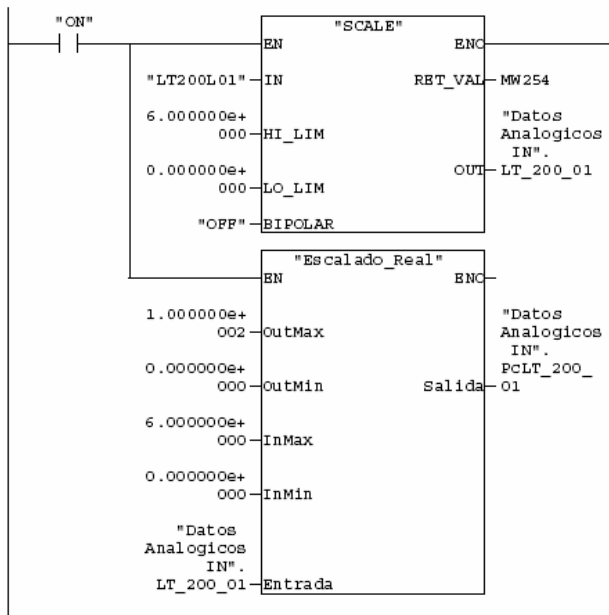 "ON"
"SCALE"
EN ENO
"LT200L01" IN RET_VAL MW254
6.000000e+
000 HI_LIM
"Datos
Analogicos
IN".
OUT LT_200_01
0.000000e+
000 LO_LIM
"OFF" BIPOLAR
"Escalado_Real"
EN ENO
1.000000e+
002 OutMax
"Datos
Analogicos
IN".
PcLT_200_
Salida 01
0.000000e+
000 OutMin
6.000000e+
000 InMax
0.000000e+
000 InMin
"Datos
Analogicos
IN".
LT_200_01 Entrada